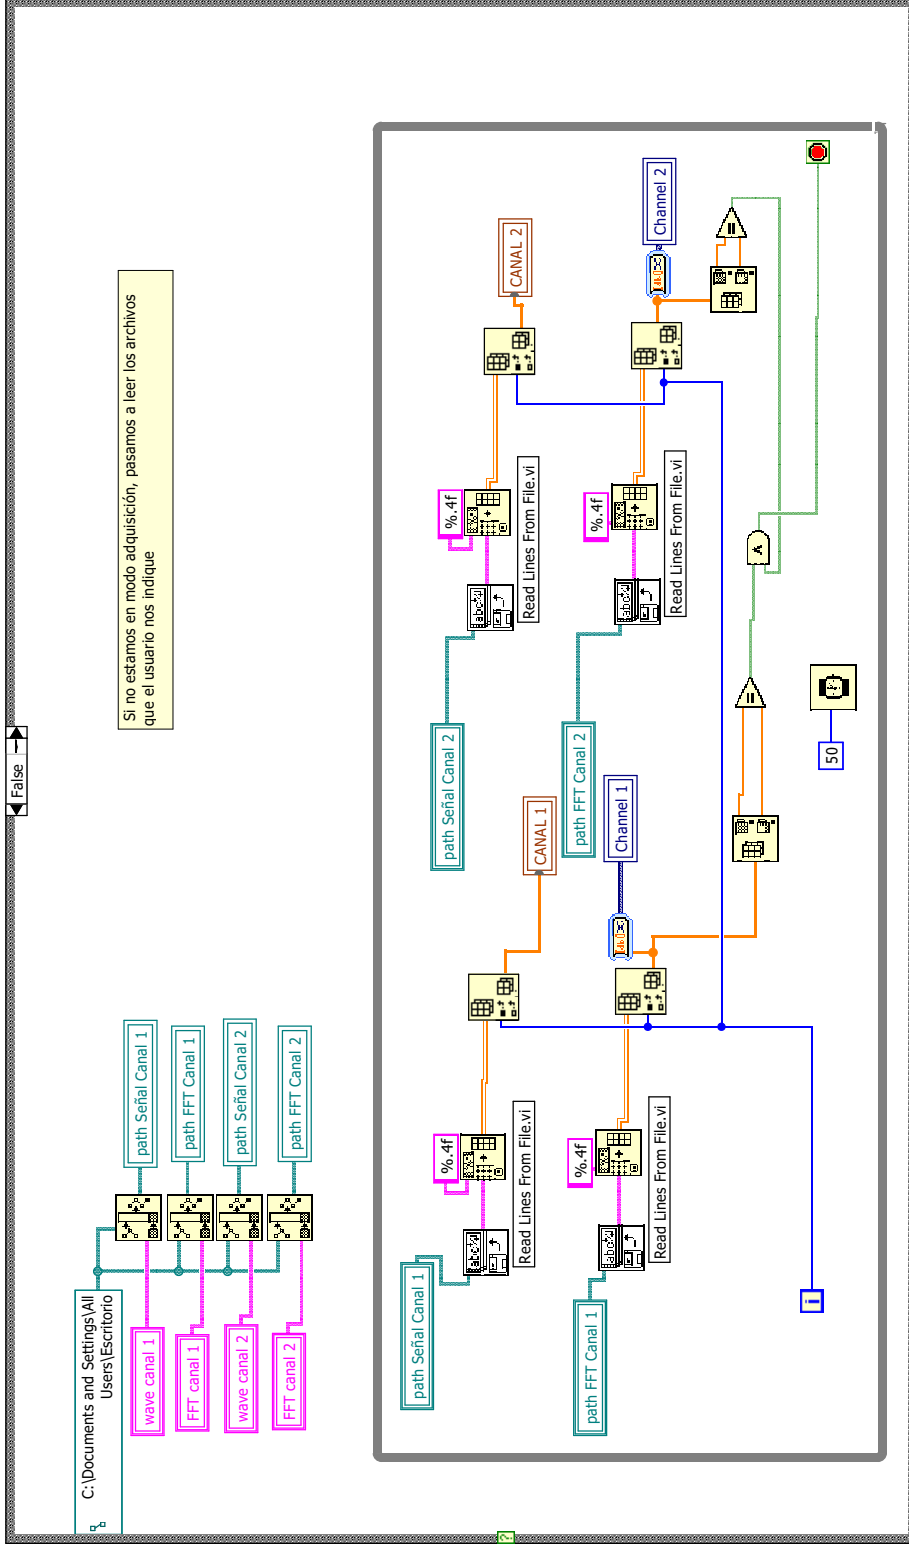 False
Si no estamos en modo adquisición, pasamos a leer los archivos
que el usuario nos indique
C:\Documents and Settings\All
Users\Escritorio
wave canal 1
path Señal Canal 1
FFT canal 1
path FFT Canal 1
wave canal 2
path Señal Canal 2
FFT canal 2
path FFT Canal 2
path Señal Canal 1
abc
%.4f
Read Lines From File.vi
CANAL 1
path Señal Canal 2
abc
%.4f
Read Lines From File.vi
CANAL 2
path FFT Canal 1
abc
%.4f
Read Lines From File.vi
Channel 1
path FFT Canal 2
abc
%.4f
Read Lines From File.vi
Channel 2
=
=
A
50
i
?